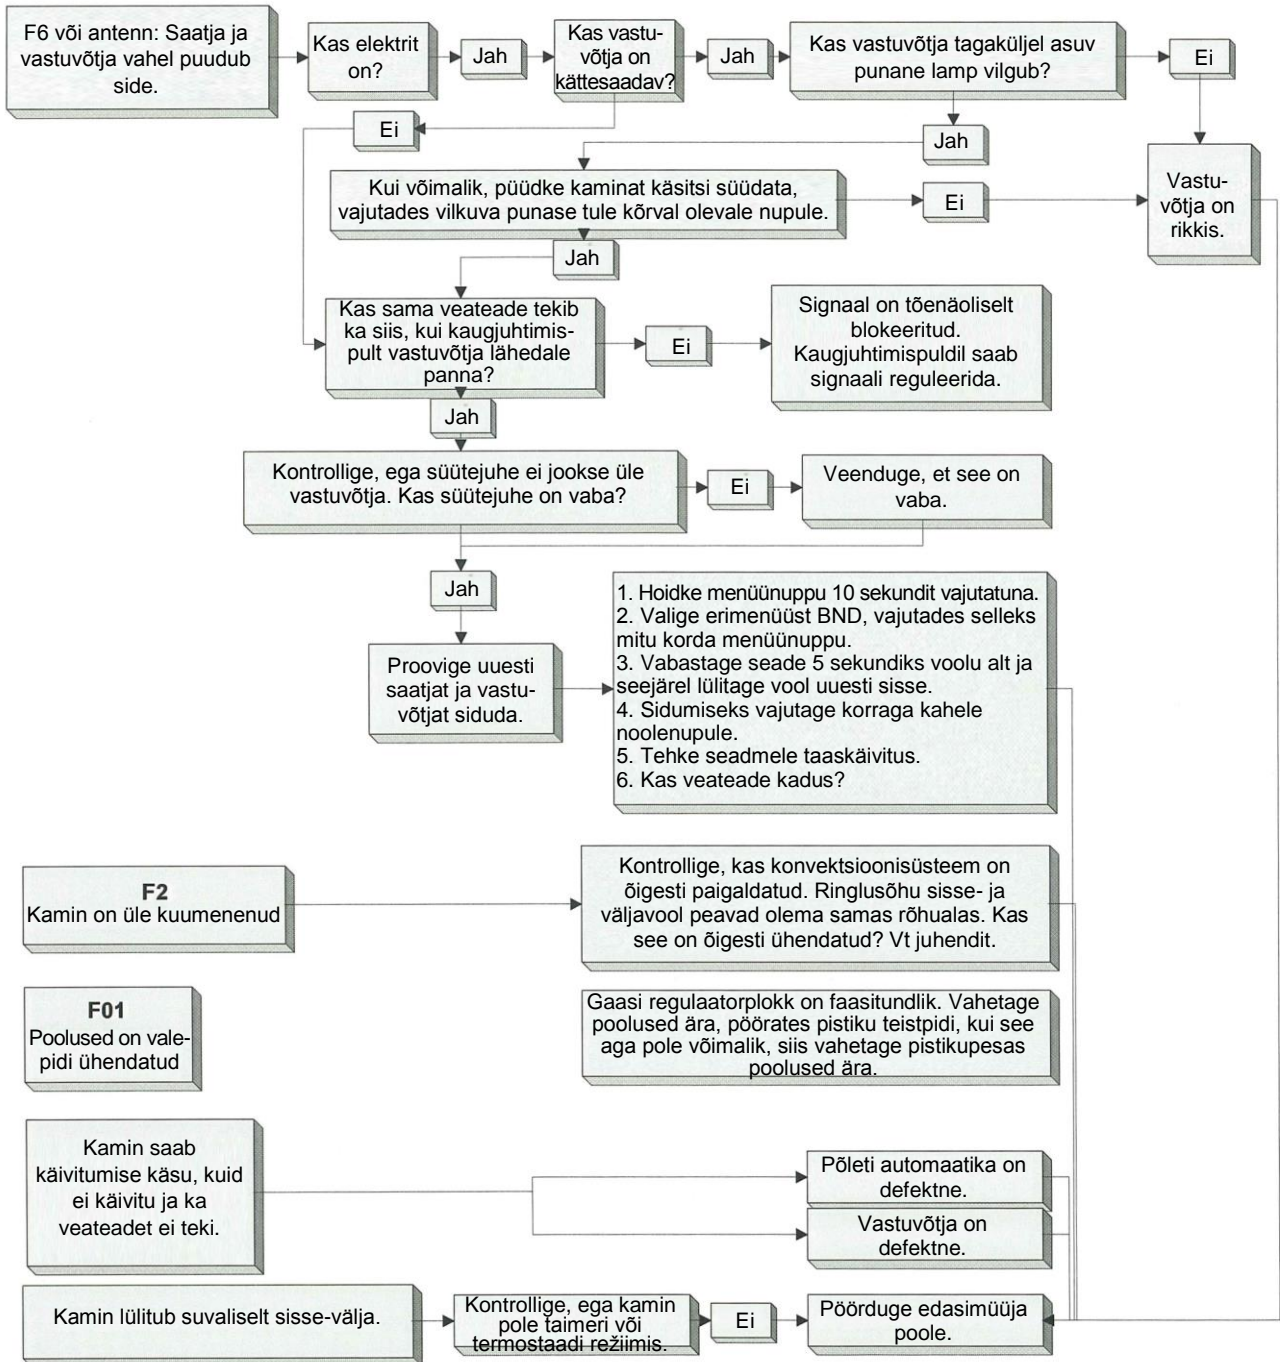 F6 või antenn: Saatja ja
vastuvõtja vahel puudub
side.
Kas elektrit
on?
Jah
Kas vastu-
võtja on
kättesaadav?
Jah
Kas vastuvõtja tagaküljel asuv
punane lamp vilgub?
Ei
Ei
Jah
Vastu-
võtja on
rikkis.
Kui võimalik, püüdke kaminat käsitsi süüdata,
vajutades vilkuva punase tule kõrval olevale nupule.
Ei
Jah
Kas sama veateade tekib
ka siis, kui kaugjuhtimis-
pult vastuvõtja lähedale
panna?
Ei
Signaal on tõenäoliselt
blokeeritud.
Kaugjuhtimispuldil saab
signaali reguleerida.
Jah
Kontrollige, ega süütejuhe ei jookse üle
vastuvõtja. Kas süütejuhe on vaba?
Ei
Veenduge, et see on
vaba.
Jah
Proovige uuesti
saatjat ja vastu-
võtjat siduda.
1. Hoidke menüünuppu 10 sekundit vajutatuna.
2. Valige erimenüüst BND, vajutades selleks
mitu korda menüünuppu.
3. Vabastage seade 5 sekundiks voolu alt ja
seejärel lülitage vool uuesti sisse.
4. Sidumiseks vajutage korraga kahele
noolenupule.
5. Tehke seadmele taaskäivitus.
6. Kas veateade kadus?
F2
Kamin on üle kuumenenud
Kontrollige, kas konvektsioonisüsteem on
õigesti paigaldatud. Ringlusõhu sisse- ja
väljavool peavad olema samas rõhualas. Kas
see on õigesti ühendatud? Vt juhendit.
F01
Poolused on vale-
pidi ühendatud
Gaasi regulaatorplokk on faasitundlik. Vahetage
poolused ära, pöörates pistiku teistpidi, kui see
aga pole võimalik, siis vahetage pistikupesas
poolused ära.
Kamin saab
käivitumise käsu, kuid
ei käivitu ja ka
veateadet ei teki.
Põleti automaatika on
defektne.
Vastuvõtja on
defektne.
Kamin lülitub suvaliselt sisse-välja.
Kontrollige, ega kamin
pole taimeri või
termostaadi režiimis.
Ei
Pöörduge edasimüüja
poole.